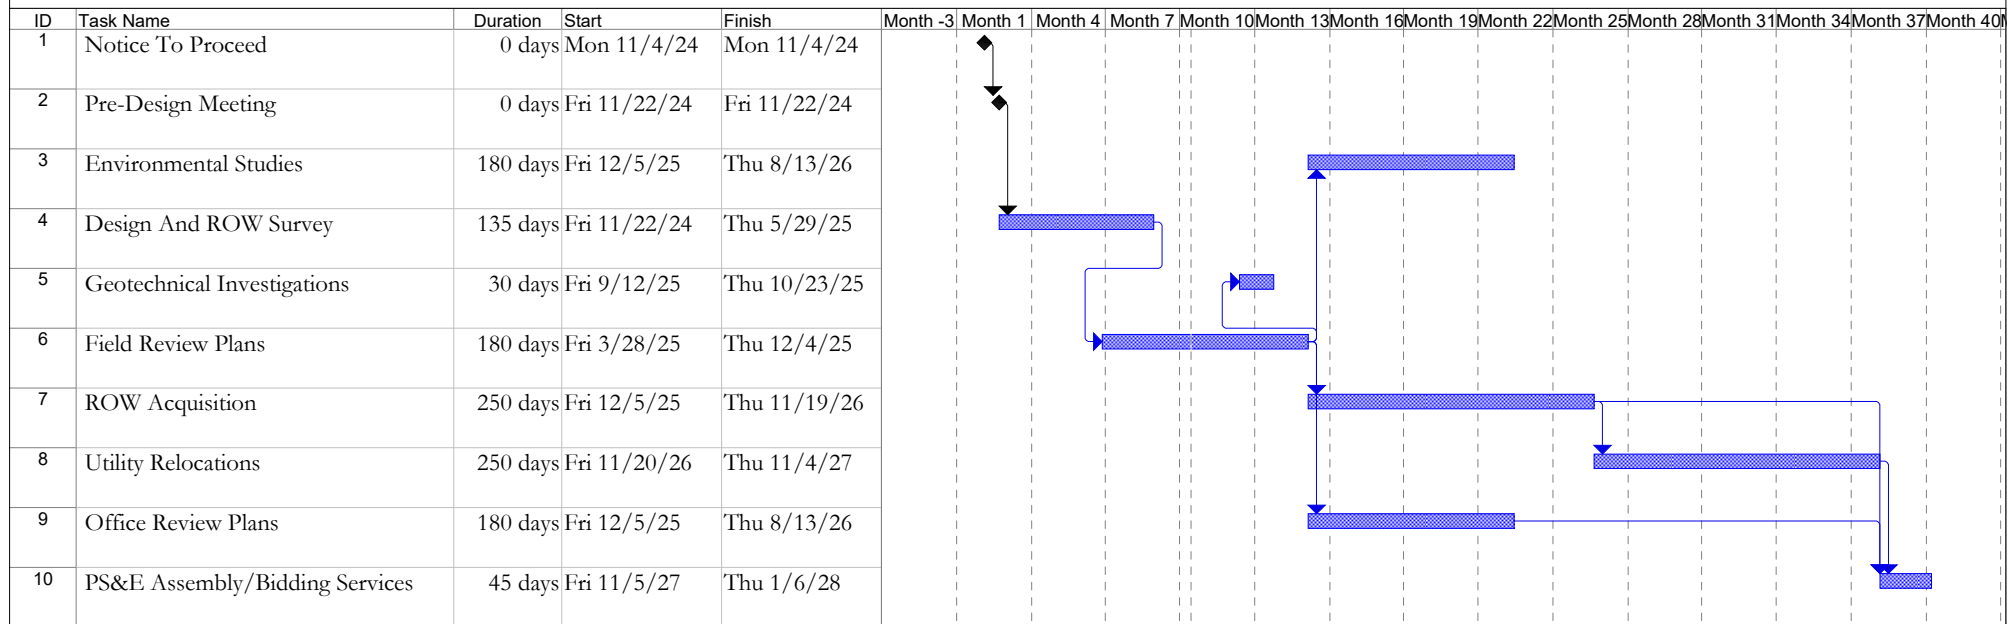 ID Task Name Duration Start Finish Month -3 Month 1 Month 4 Month 7 Month 10 Month 13 Month 16 Month 19 Month 22 Month 25 Month 28 Month 31 Month 34 Month 37 Month 40
1 Notice To Proceed 0 days Mon 11/4/24 Mon 11/4/24
2 Pre-Design Meeting 0 days Fri 11/22/24 Fri 11/22/24
3 Environmental Studies 180 days Fri 12/5/25 Thu 8/13/26
4 Design And ROW Survey 135 days Fri 11/22/24 Thu 5/29/25
5 Geotechnical Investigations 30 days Fri 9/12/25 Thu 10/23/25
6 Field Review Plans 180 days Fri 3/28/25 Thu 12/4/25
7 ROW Acquisition 250 days Fri 12/5/25 Thu 11/19/26
8 Utility Relocations 250 days Fri 11/20/26 Thu 11/4/27
9 Office Review Plans 180 days Fri 12/5/25 Thu 8/13/26
10 PS&E Assembly/Bidding Services 45 days Fri 11/5/27 Thu 1/6/28